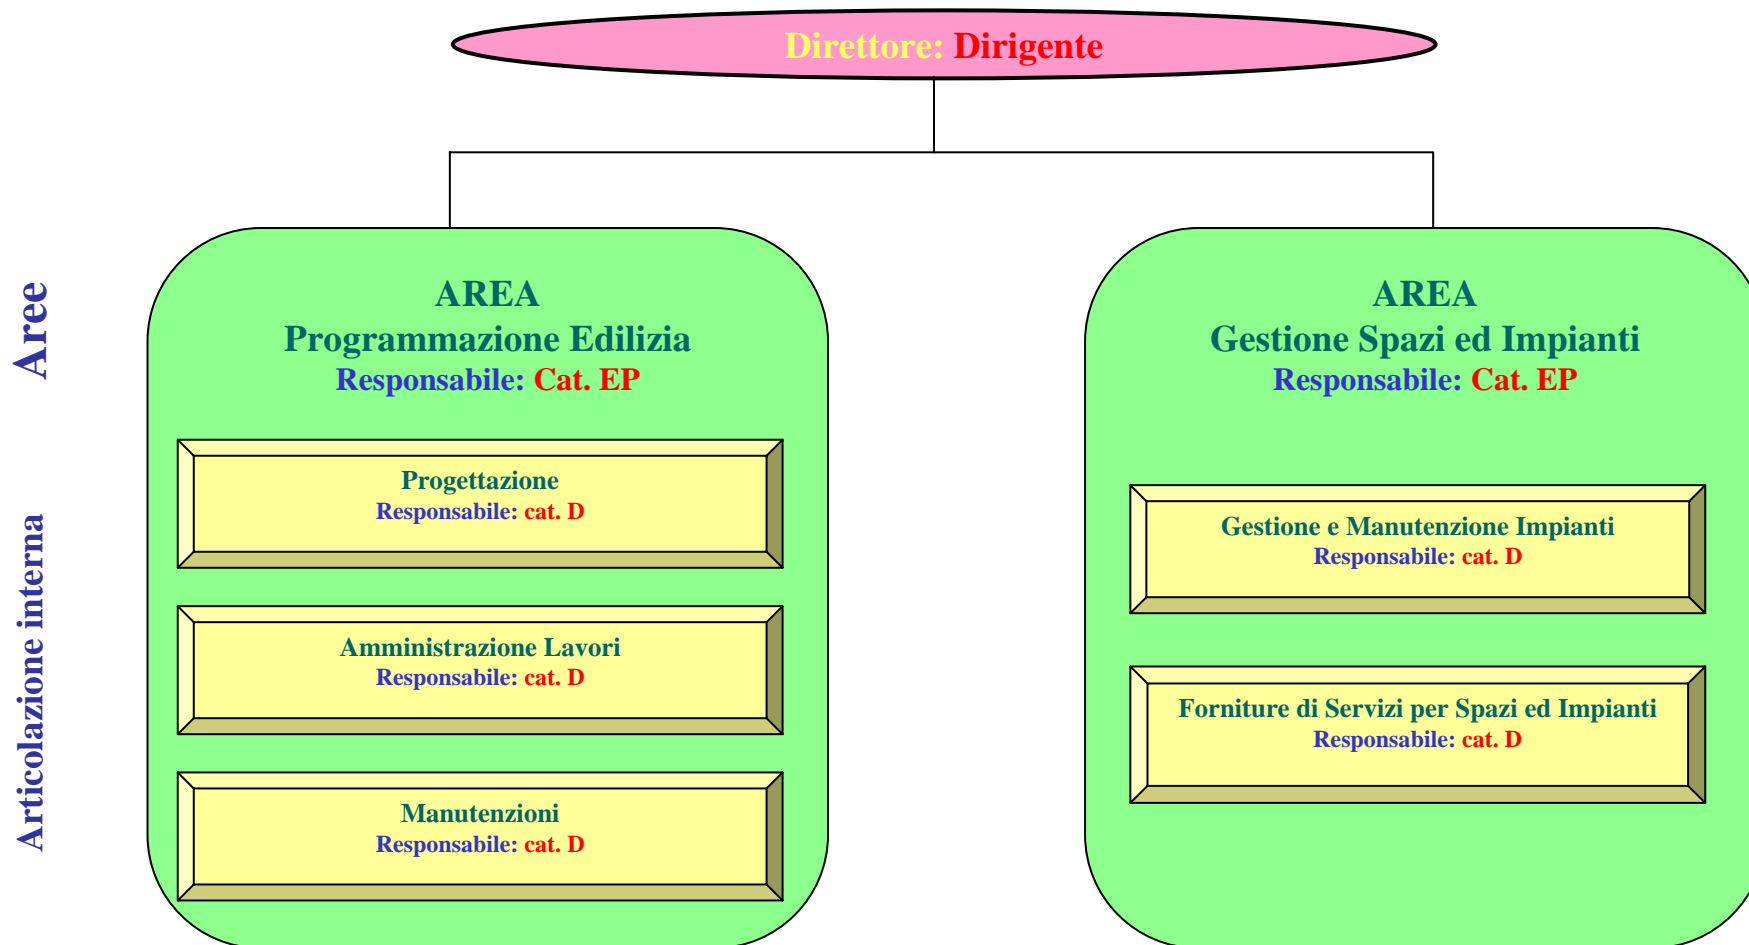 Direttore: Dirigente
Aree
AREA
Programmazione Edilizia
Responsabile: Cat. EP
AREA
Gestione Spazi ed Impianti
Responsabile: Cat. EP
Articolazione interna
Progettazione
Responsabile: cat. D
Amministrazione Lavori
Responsabile: cat. D
Manutenzioni
Responsabile: cat. D
Gestione e Manutenzione Impianti
Responsabile: cat. D
Forniture di Servizi per Spazi ed Impianti
Responsabile: cat. D